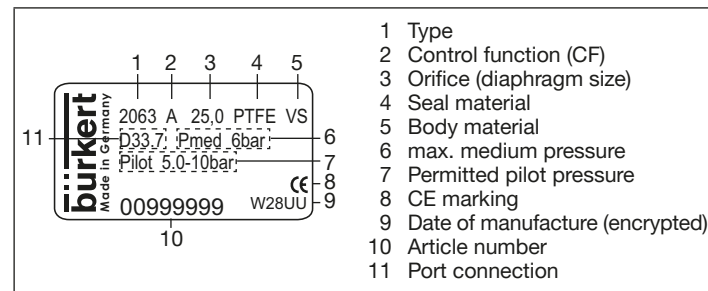 1 2 3 4 5
2063 A 25,0 PTFE VS
11 D33.7 Pmed 6bar 6
Pilot 5.0-10bar 7
CE 8
00999999 W28UU 9
10
burkert
Made in Germany
1 Type
2 Control function (CF)
3 Orifice (diaphragm size)
4 Seal material
5 Body material
6 max. medium pressure
7 Permitted pilot pressure
8 CE marking
9 Date of manufacture (encrypted)
10 Article number
11 Port connection